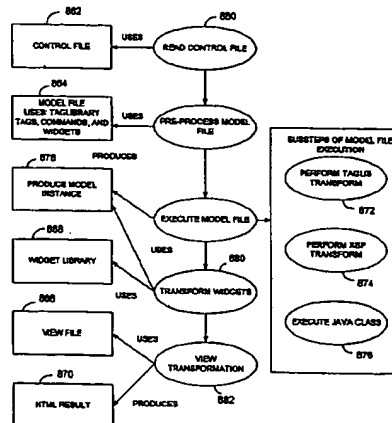 862
860
CONTROL FILE
USES
READ CONTROL FILE
864
MODEL FILE
USES: TAGLIBRARY
TAGS, COMMANDS, AND
WIDGETS
USES
PRE-PROCESS MODEL
FILE
878
PRODUCES
PRODUCE MODEL
INSTANCE
EXECUTE MODEL FILE
SUBSTEPS OF MODEL FILE
EXECUTION
PERFORM TAGLIB
TRANSFORM
872
PERFORM XSP
TRANSFORM
874
EXECUTE JAVA CLASS
876
868
USES
880
WIDGET LIBRARY
USES
TRANSFORM WIDGETS
866
VIEW FILE
USES
VIEW
TRANSFORMATION
882
870
HTML RESULT
PRODUCES